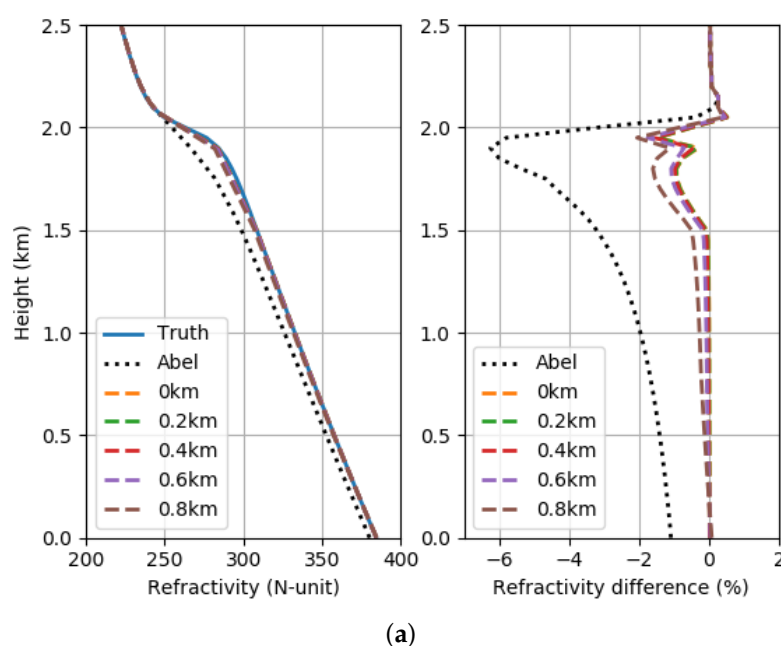 2.5
2.0
1.5
1.0
0.5
0.0
Height (km)
Truth
Abel
0km
0.2km
0.4km
0.6km
0.8km
200 250 300 350 400
Refractivity (N-unit)
2.5
2.0
1.5
1.0
0.5
0.0
Abel
0km
0.2km
0.4km
0.6km
0.8km
−6 −4 −2 0 2
Refractivity difference (%)
(a)